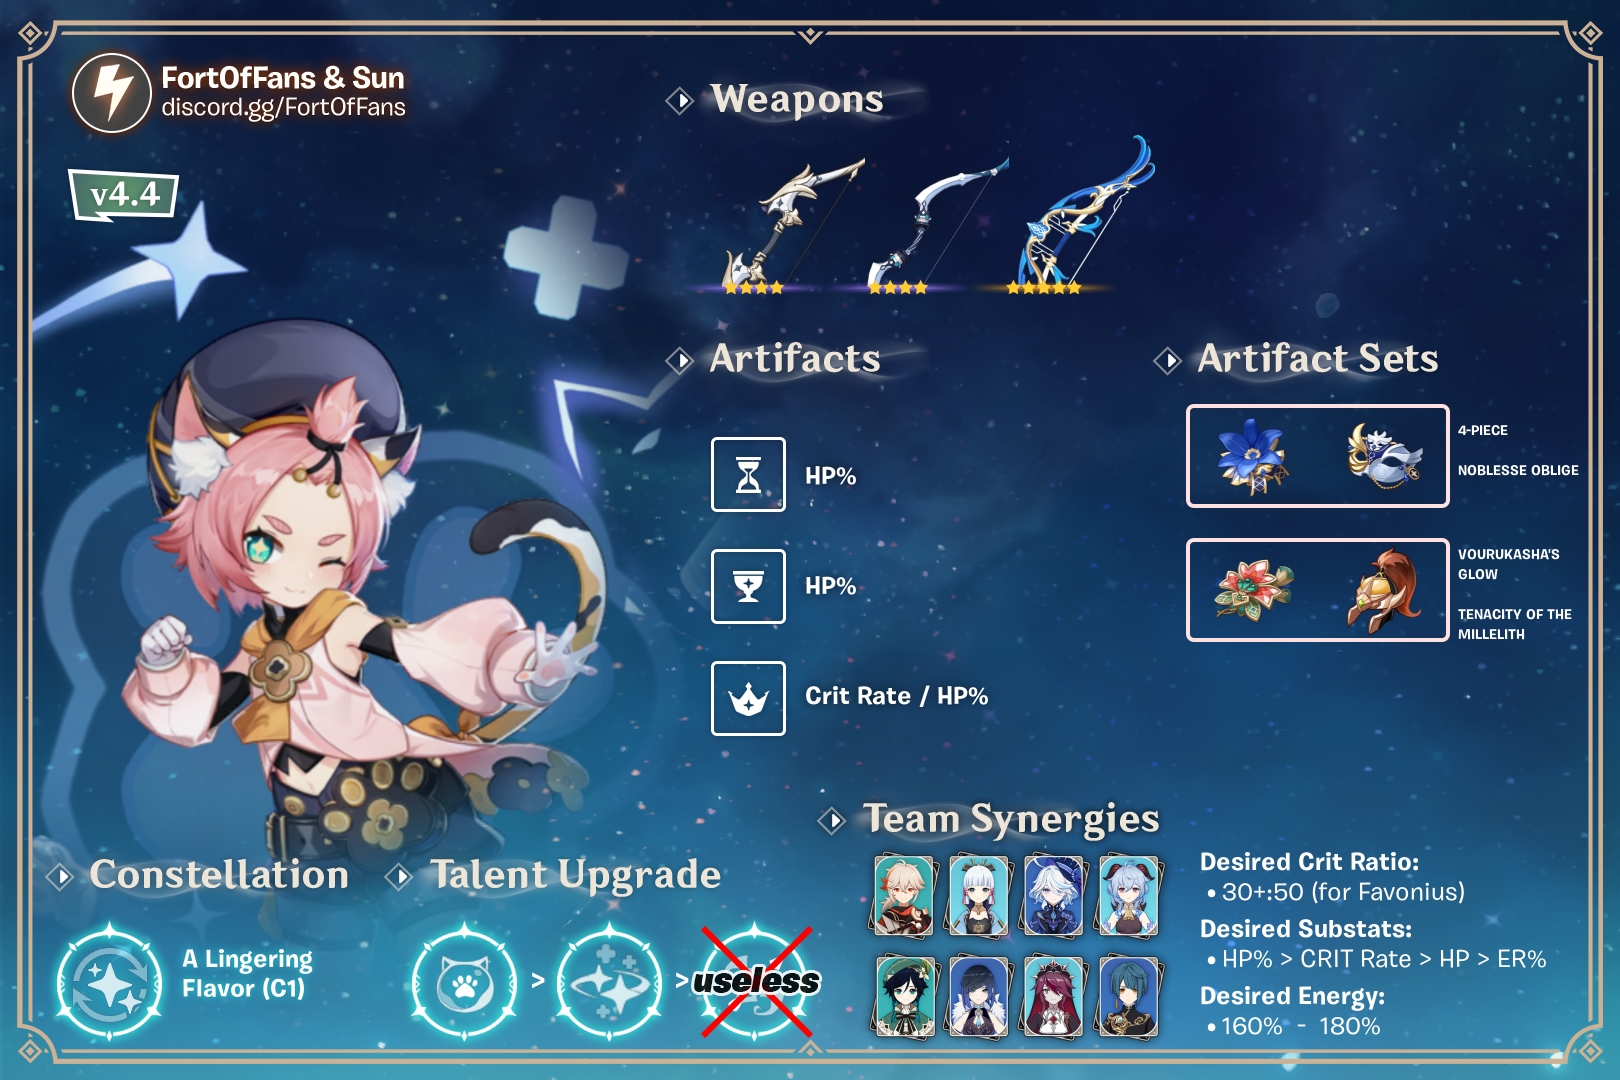 FortOfFans & Sun
discord.gg/FortOfFans
v4.4
Weapons
Artifacts
HP%
HP%
Crit Rate / HP%
Artifact Sets
4-PIECE
NOBLESSE OBLIGE
VOURUKASHA'S
GLOW
TENACITY OF THE
MILLELITH
Constellation
A Lingering
Flavor (C1)
Talent Upgrade
> > useless
Team Synergies
Desired Crit Ratio:
• 30+:50 (for Favonius)
Desired Substats:
• HP% > CRIT Rate > HP > ER%
Desired Energy:
• 160% - 180%